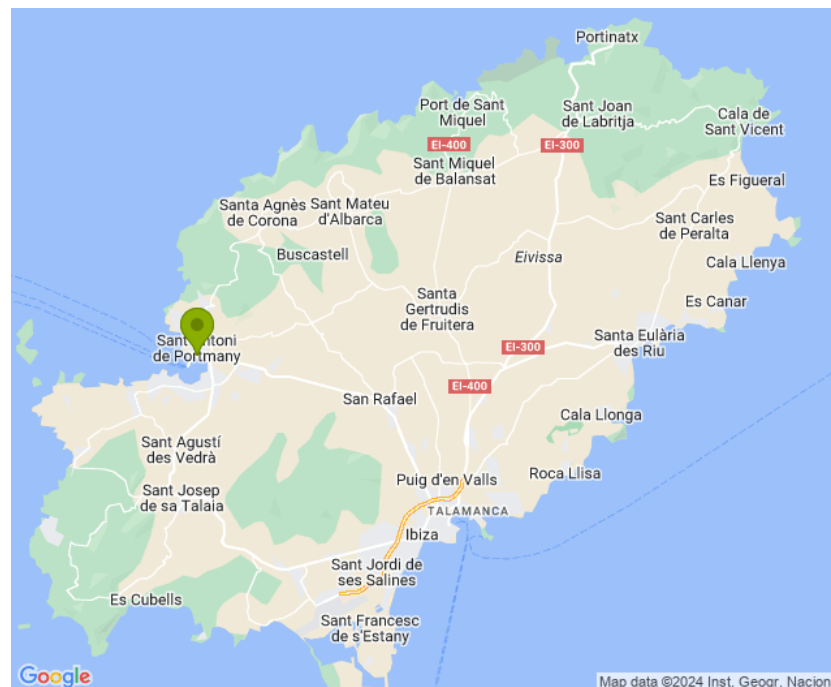 Portinatx
Port de Sant
Miquel
Sant Joan
de Labritja
Cala de
Sant Vicent
EI-400
EI-300
Sant Miquel
de Balansat
Es Figueral
Santa Agnès
de Corona
Sant Mateu
d'Albarca
Sant Carles
de Peralta
Buscastell
Eivissa
Cala Llenya
Santa
Gertrudis
de Fruitera
Es Canar
Sant Antoni
de Portmany
Santa Eulària
des Riu
EI-300
EI-400
San Rafael
Cala Llonga
Sant Agustí
des Vedrà
Roca Llisa
Puig d'en Valls
Sant Josep
de sa Talaia
TALAMANCA
Ibiza
Sant Jordi de
ses Salines
Es Cubells
Sant Francesc
de s'Estany
Google
Map data ©2024 Inst. Geogr. Nacion